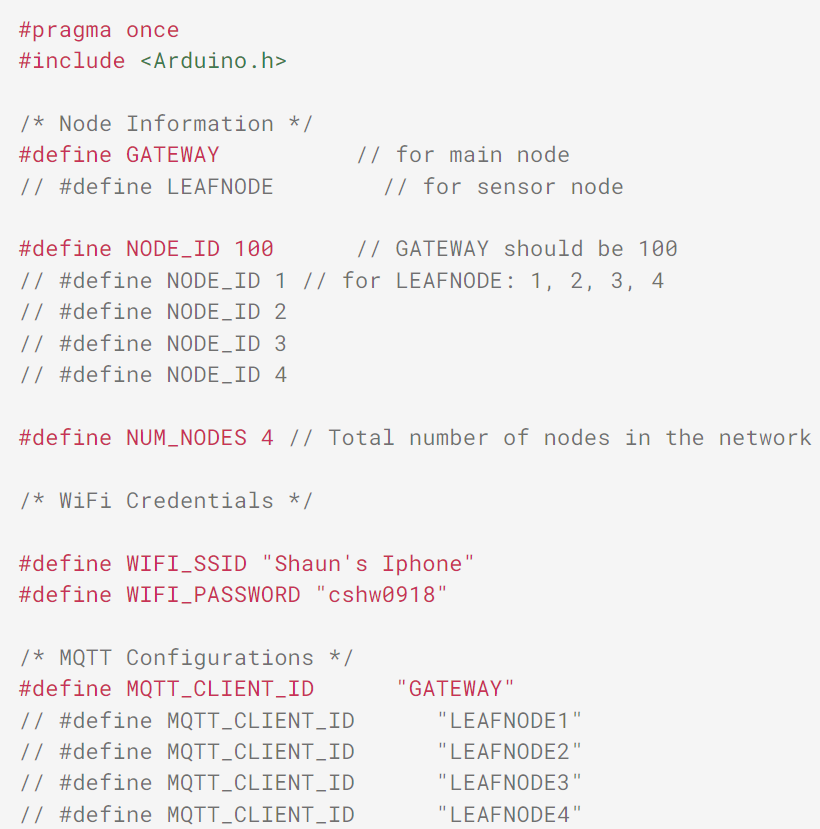 #pragma once
#include <Arduino.h>
/* Node Information */
#define GATEWAY // for main node
// #define LEAFNODE // for sensor node
#define NODE_ID 100 // GATEWAY should be 100
// #define NODE_ID 1 // for LEAFNODE: 1, 2, 3, 4
// #define NODE_ID 2
// #define NODE_ID 3
// #define NODE_ID 4
#define NUM_NODES 4 // Total number of nodes in the network
/* WiFi Credentials */
#define WIFI_SSID "Shaun's Iphone"
#define WIFI_PASSWORD "cshw0918"
/* MQTT Configurations */
#define MQTT_CLIENT_ID "GATEWAY"
// #define MQTT_CLIENT_ID "LEAFNODE1"
// #define MQTT_CLIENT_ID "LEAFNODE2"
// #define MQTT_CLIENT_ID "LEAFNODE3"
// #define MQTT_CLIENT_ID "LEAFNODE4"